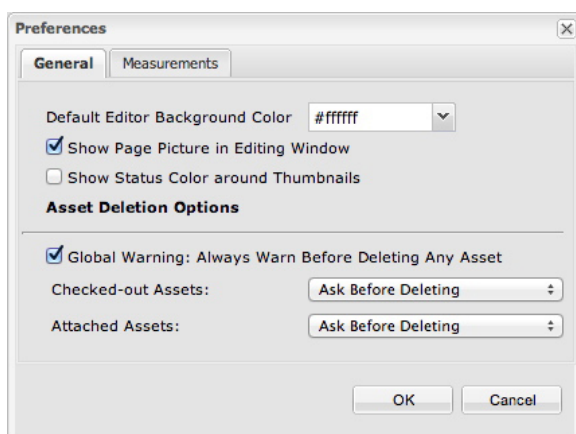 Preferences
General Measurements
Default Editor Background Color #ffffff
Show Page Picture in Editing Window
Show Status Color around Thumbnails
Asset Deletion Options
Global Warning: Always Warn Before Deleting Any Asset
Checked-out Assets: Ask Before Deleting
Attached Assets: Ask Before Deleting
OK Cancel